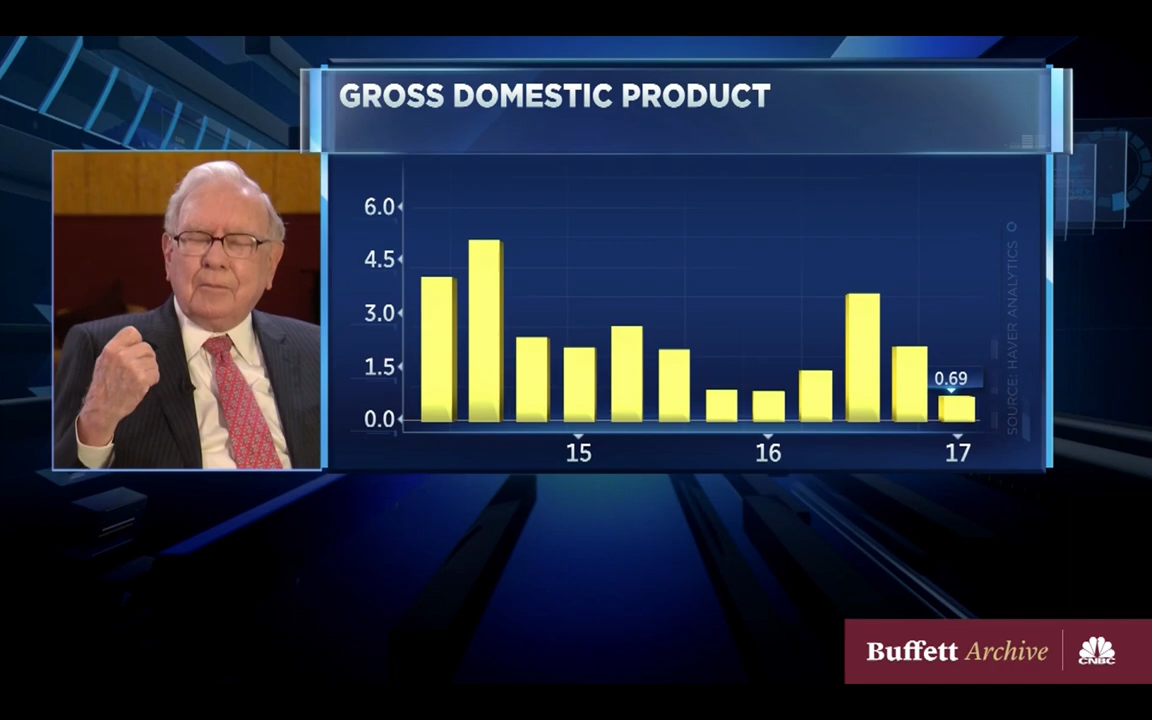 GROSS DOMESTIC PRODUCT
6.0
4.5
3.0
1.5
0.0
0.69
15 16 17
SOURCE: HAVER ANALYTICS
Buffett Archive
CNBC